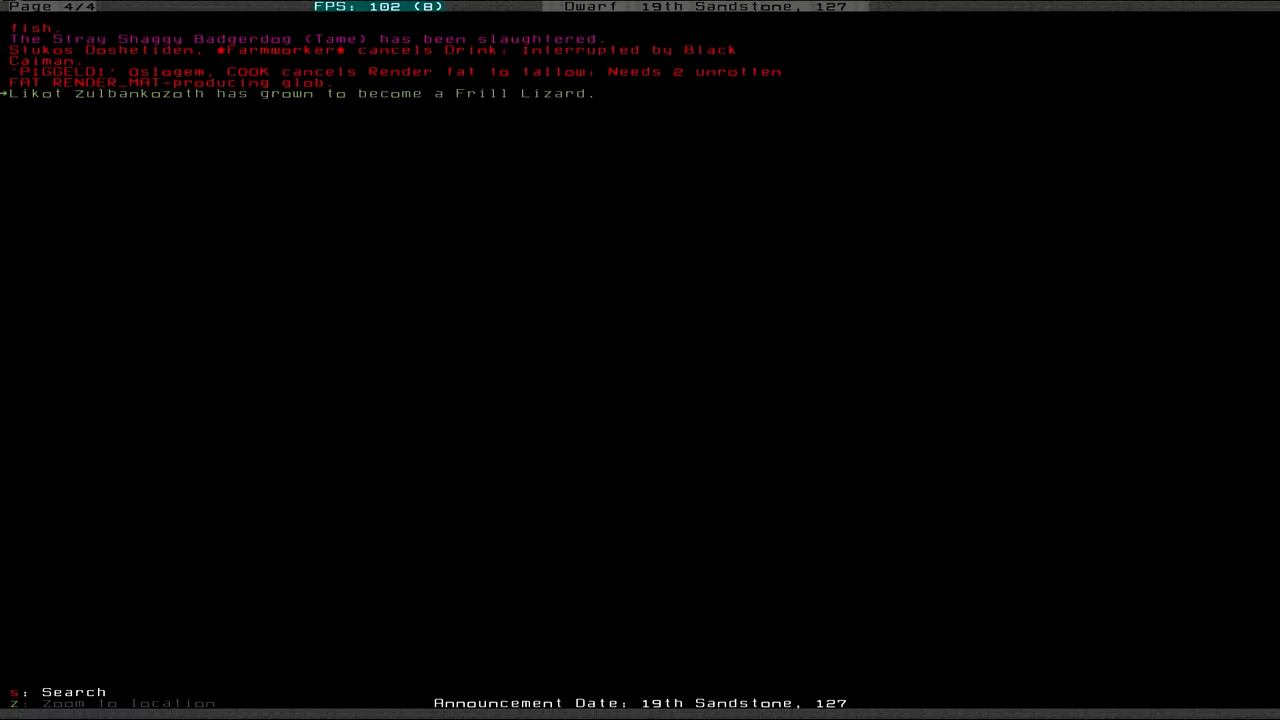 Page 4/4 FPS: 102 (8) Dwarf 19th Sandstone, 127
fish.
The Stray Shaggy Badgerdog (Tame) has been slaughtered.
Stukos Dosheliden, *Farmworker* cancels Drink: Interrupted by Black
Caiman.
`PIGGELDI' Oslogem, COOK cancels Render fat to tallow: Needs 2 unrotten
FAT RENDER_MAT-producing glob.
→Likot Zulbankozoth has grown to become a Frill Lizard.
s: Search
z: Zoom to location Announcement Date: 19th Sandstone, 127